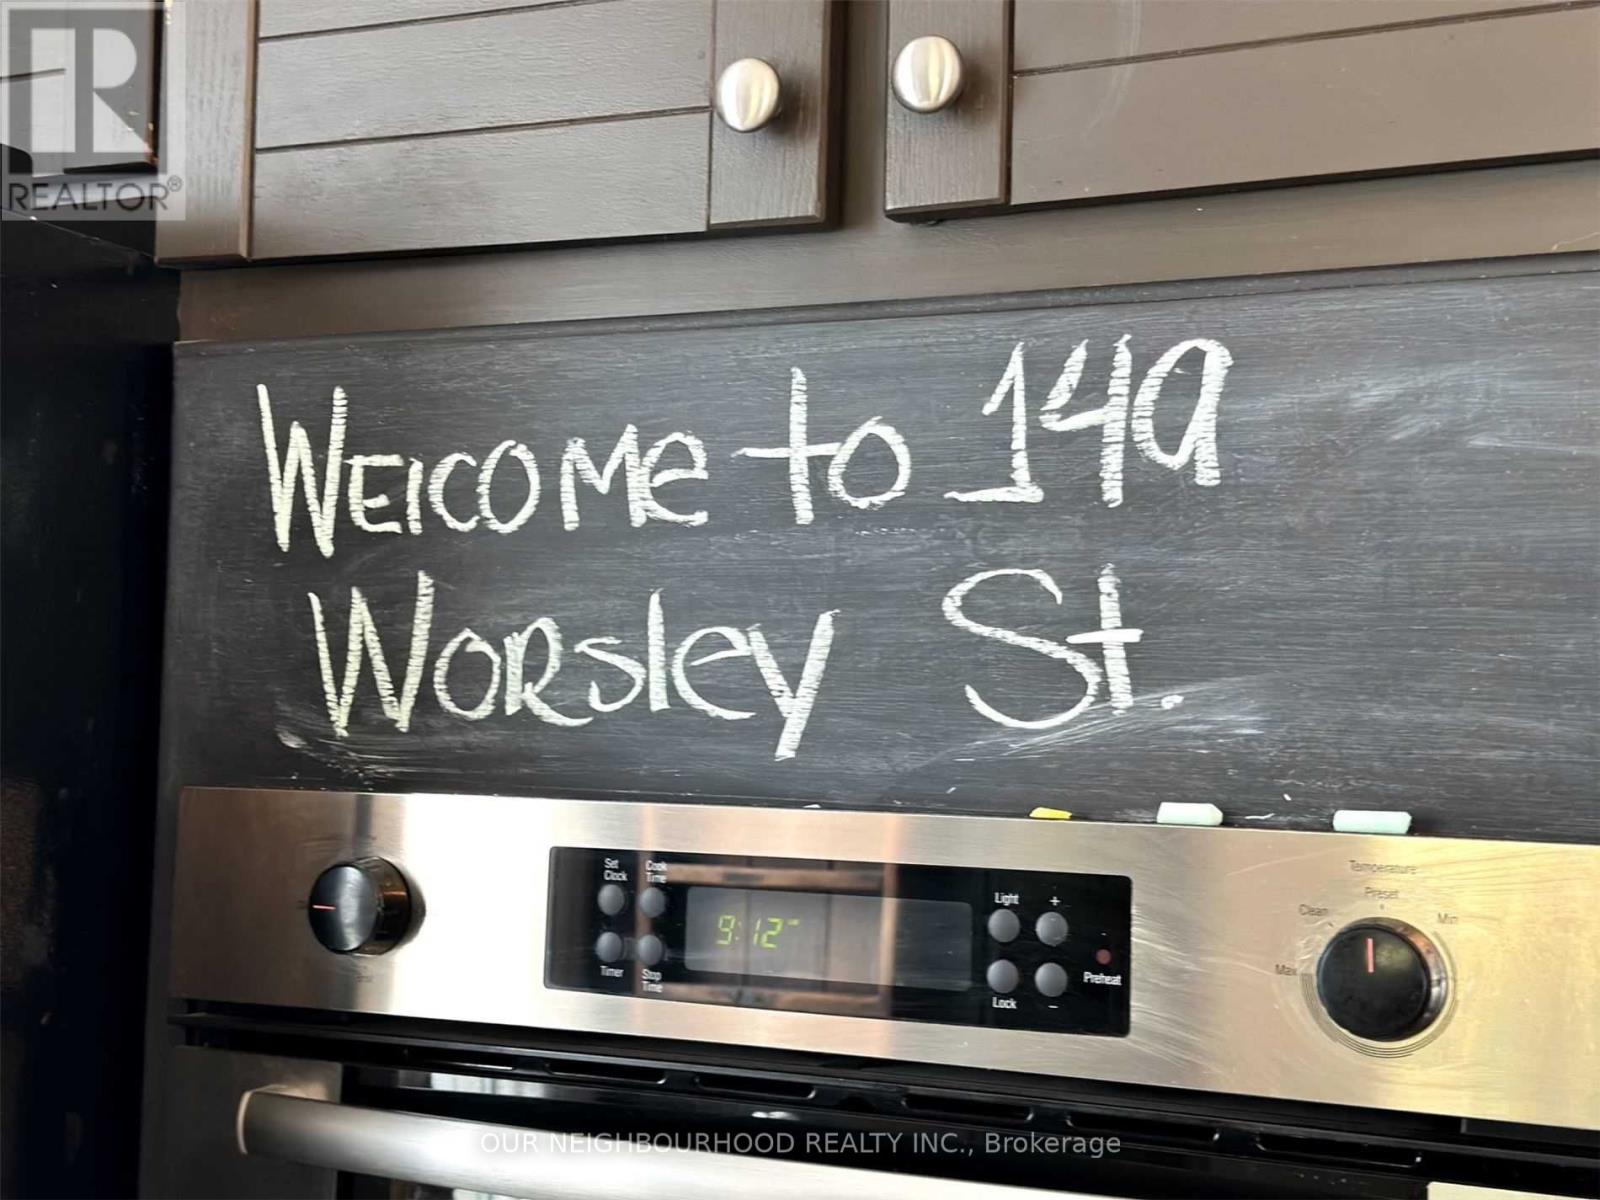 REALTOR®
Welcome to 14a
Worsley St.
Set Clock
Cook Time
Timer
Stop Time
9:12
Light
+
Lock
-
Preheat
Temperature
Preset
Clean
Min
Max
OUR NEIGHBOURHOOD REALTY INC., Brokerage